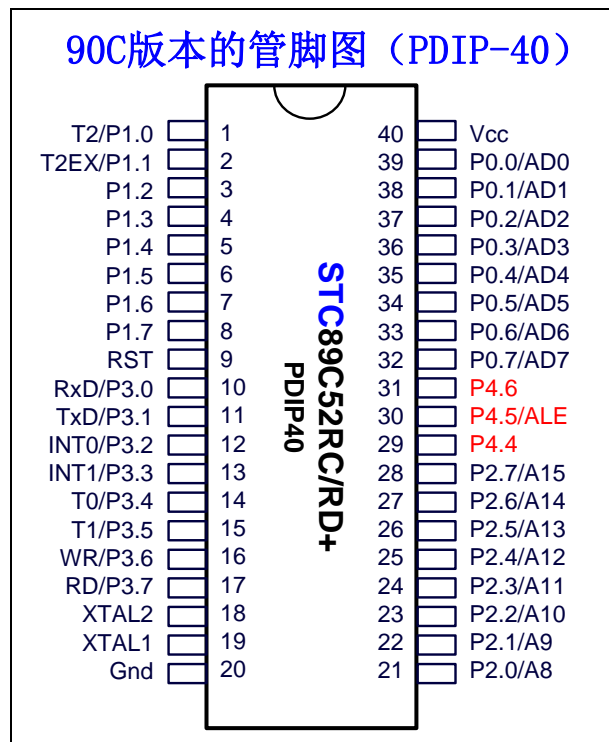 90C版本的管脚图（PDIP-40）
T2/P1.0 1 40 Vcc
T2EX/P1.1 2 39 P0.0/AD0
P1.2 3 38 P0.1/AD1
P1.3 4 37 P0.2/AD2
P1.4 5 36 P0.3/AD3
P1.5 6 35 P0.4/AD4
P1.6 7 34 P0.5/AD5
P1.7 8 33 P0.6/AD6
RST 9 32 P0.7/AD7
RxD/P3.0 10 31 P4.6
TxD/P3.1 11 30 P4.5/ALE
INT0/P3.2 12 29 P4.4
INT1/P3.3 13 28 P2.7/A15
T0/P3.4 14 27 P2.6/A14
T1/P3.5 15 26 P2.5/A13
WR/P3.6 16 25 P2.4/A12
RD/P3.7 17 24 P2.3/A11
XTAL2 18 23 P2.2/A10
XTAL1 19 22 P2.1/A9
Gnd 20 21 P2.0/A8
STC89C52RC/RD+
PDIP40